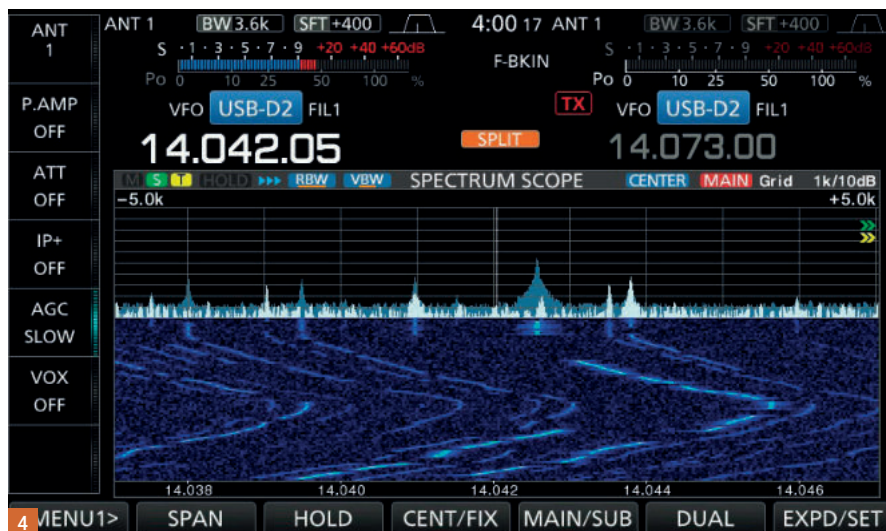 ANT 1
ANT 1 BW 3.6k SFT +400 4:00 17 ANT 1 BW 3.6k SFT +400
S ·1·3·5·7·9 +20 +40 +60dB F-BKIN S ·1·3·5·7·9 +20 +40 +60dB
Po 0 10 25 50 100 % Po 0 10 25 50 100 %
P.AMP
OFF
VFO USB-D2 FIL1 TX VFO USB-D2 FIL1
14.042.05 SPLIT 14.073.00
ATT
OFF
M S T HOLD RBW VBW SPECTRUM SCOPE CENTER MAIN Grid 1k/10dB
-5.0k +5.0k
IP+
OFF
AGC
SLOW
VOX
OFF
14.038 14.040 14.042 14.044 14.046
4 MENU1> SPAN HOLD CENT/FIX MAIN/SUB DUAL EXPD/SET